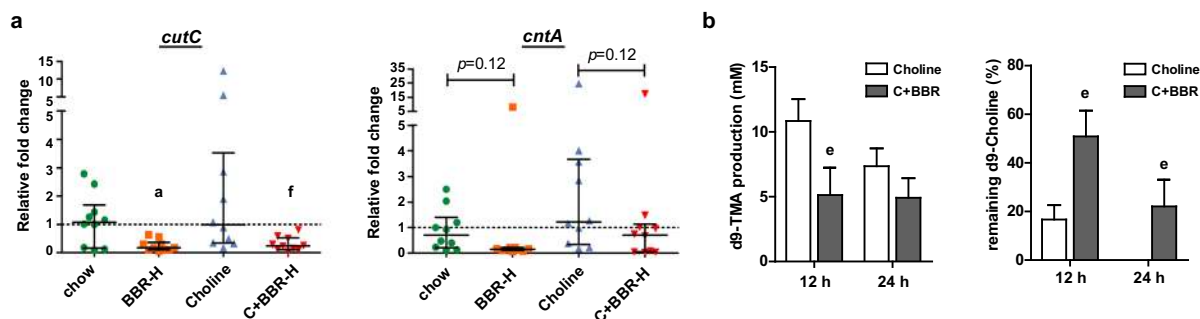 a
cutC
Relative fold change
15
10
5
5
4
3
2
1
0
a
f
chow
BBR-H
Choline
C+BBR-H
cntA
Relative fold change
35
25
15
5
5
4
3
2
1
0
p=0.12
p=0.12
chow
BBR-H
Choline
C+BBR-H
b
d9-TMA production (mM)
15
10
5
0
Choline
C+BBR
e
12 h
24 h
remaining d9-Choline (%)
80
60
40
20
0
Choline
C+BBR
e
e
12 h
24 h